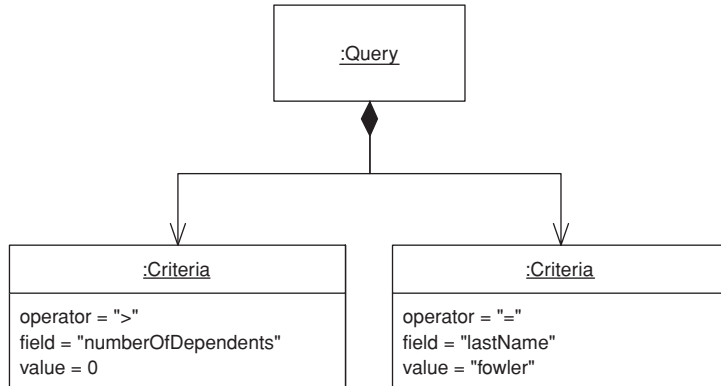 :Query
:Criteria
operator = ">"
field = "numberOfDependents"
value = 0
:Criteria
operator = "="
field = "lastName"
value = "fowler"